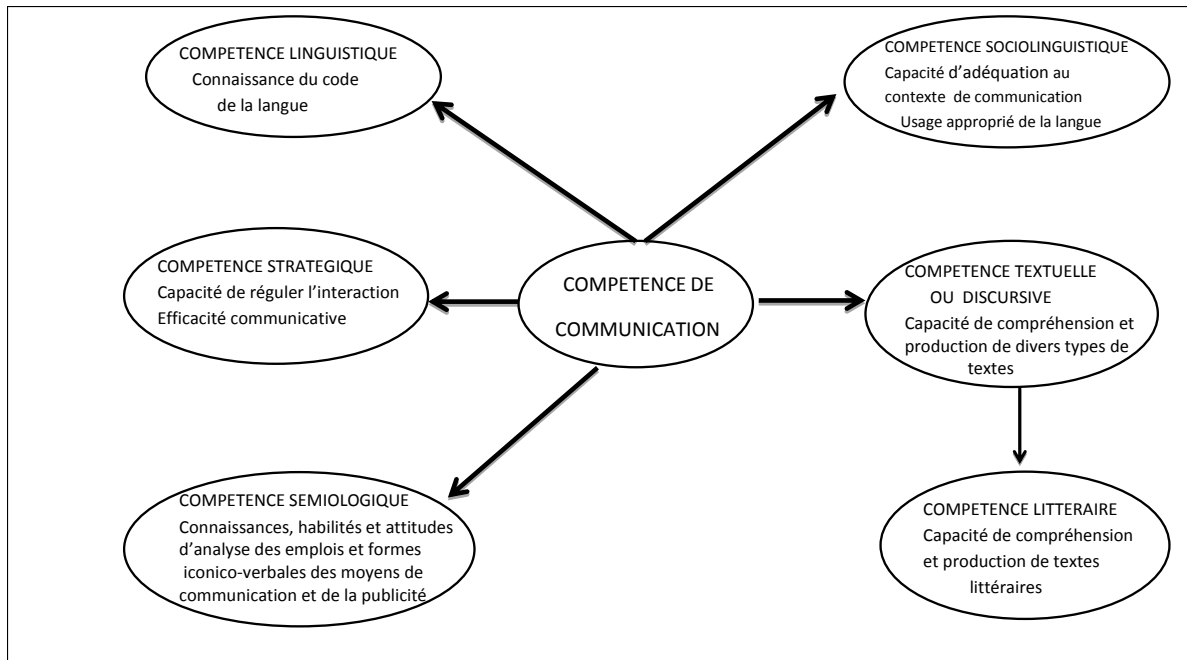 COMPETENCE LINGUISTIQUE
Connaissance du code
de la langue
COMPETENCE SOCIOLINGUISTIQUE
Capacité d'adéquation au
contexte de communication
Usage approprié de la langue
COMPETENCE STRATEGIQUE
Capacité de réguler l'interaction
Efficacité communicative
COMPETENCE DE
COMMUNICATION
COMPETENCE TEXTUELLE
OU DISCURSIVE
Capacité de compréhension et
production de divers types de
textes
COMPETENCE SEMIOLOGIQUE
Connaissances, habilités et attitudes
d'analyse des emplois et formes
iconico-verbales des moyens de
communication et de la publicité
COMPETENCE LITTERAIRE
Capacité de compréhension
et production de textes
littéraires